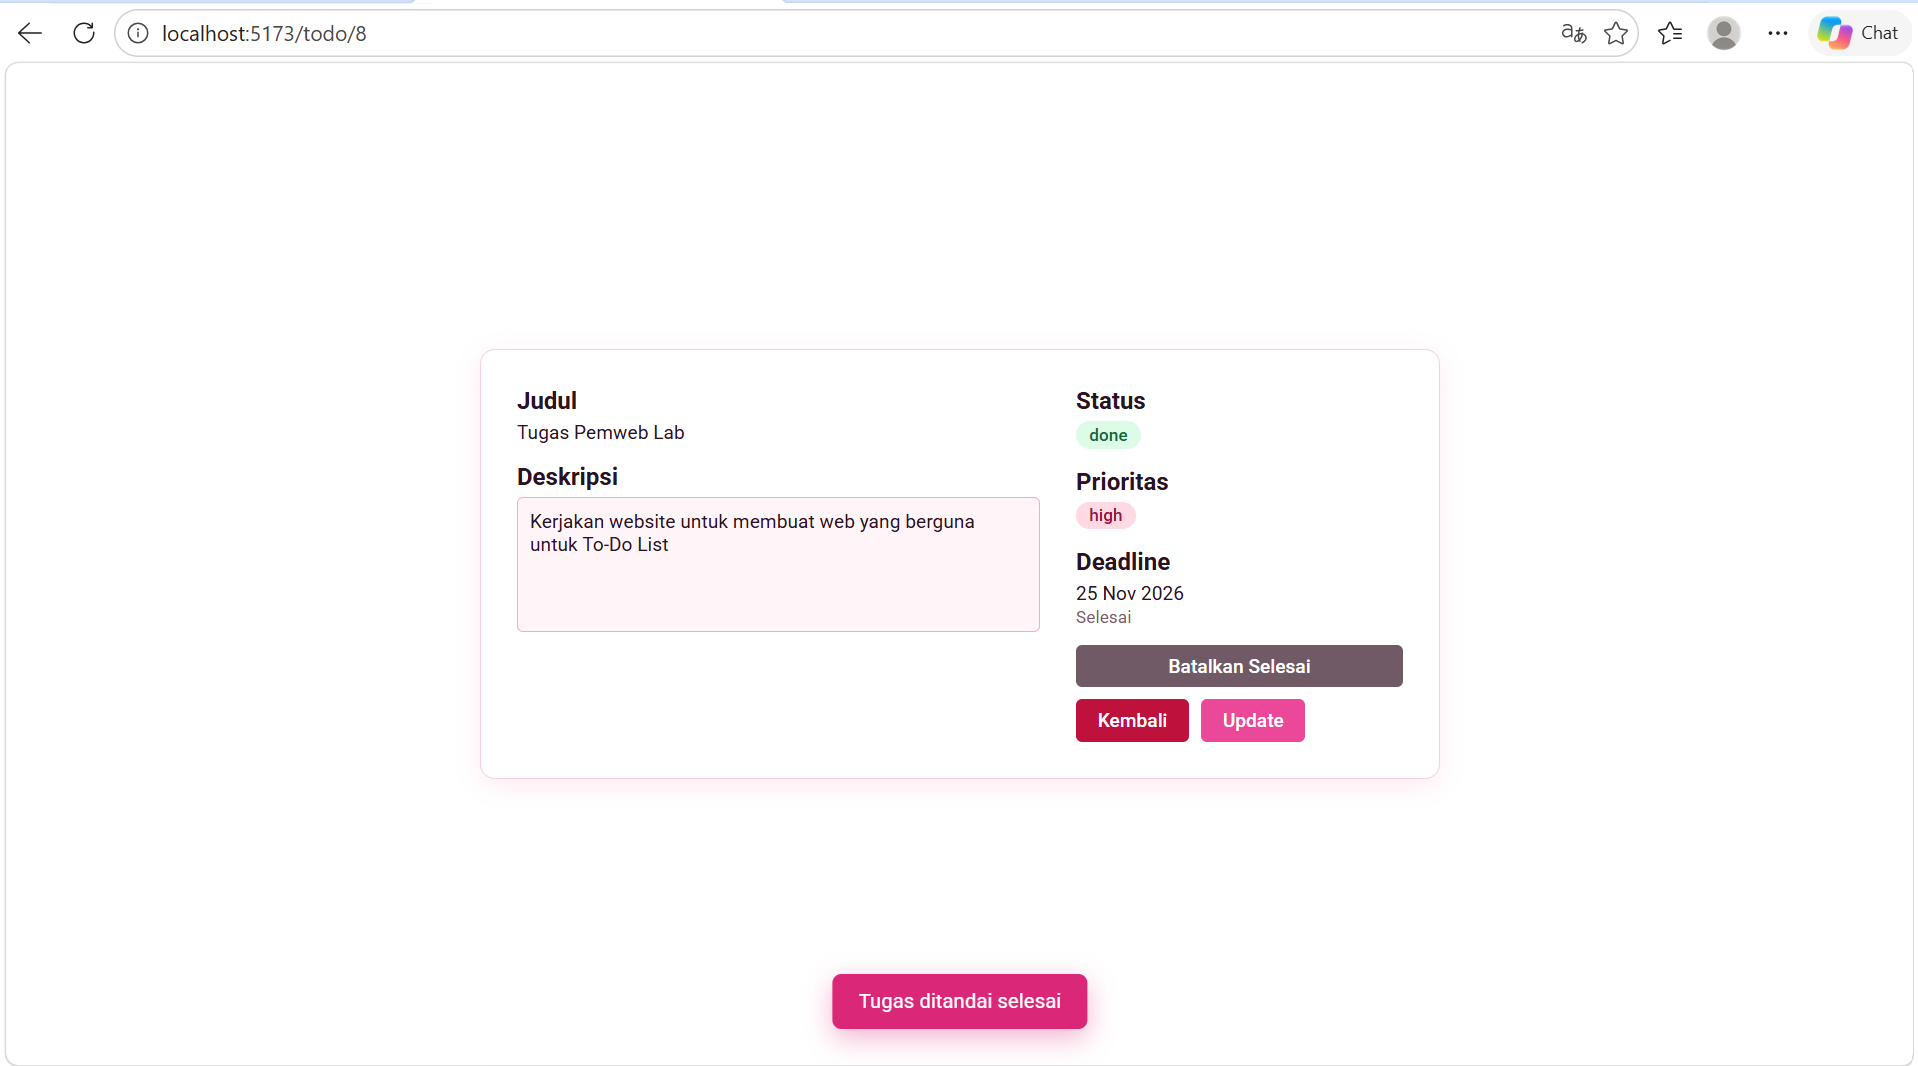 localhost:5173/todo/8
Chat
Judul
Tugas Pemweb Lab
Deskripsi
Kerjakan website untuk membuat web yang berguna
untuk To-Do List
Status
done
Prioritas
high
Deadline
25 Nov 2026
Selesai
Batalkan Selesai
Kembali Update
Tugas ditandai selesai